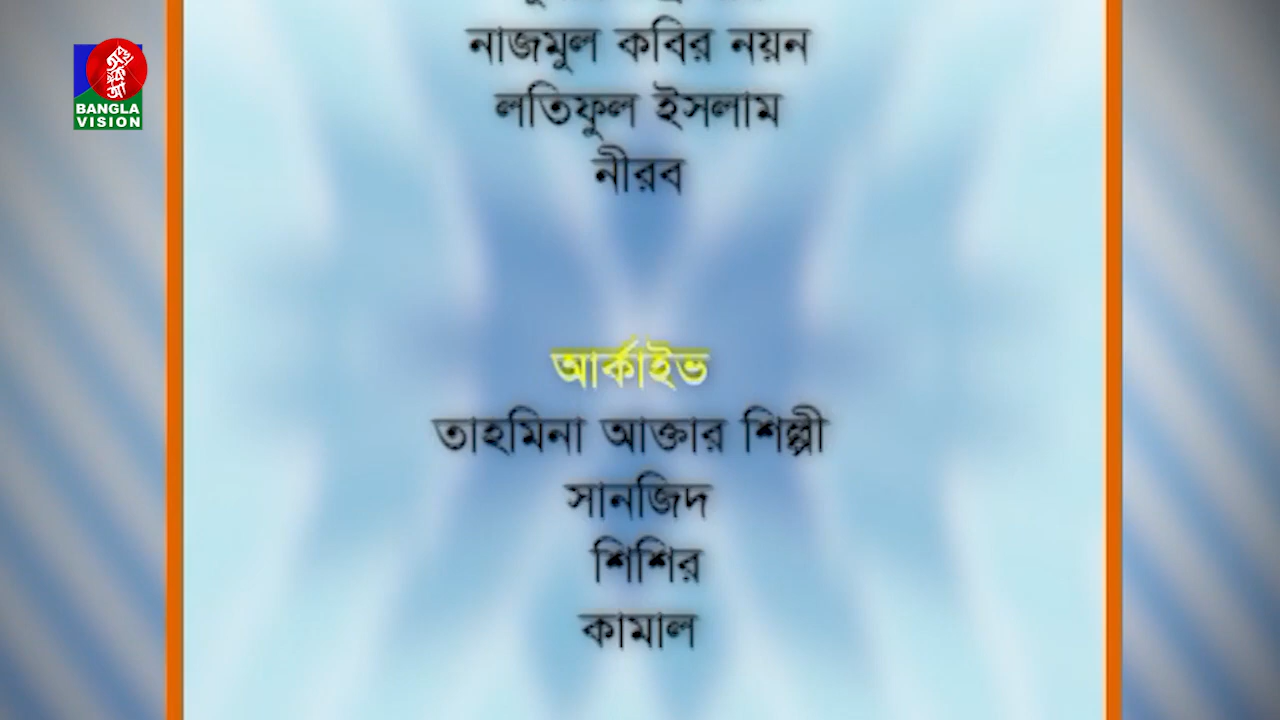 BANGLA
VISION
নাজমুল কবির নয়ন
লতিফুল ইসলাম
নীরব
আর্কাইভ
তাহমিনা আক্তার শিল্পী
সানজিদ
শিশির
কামাল